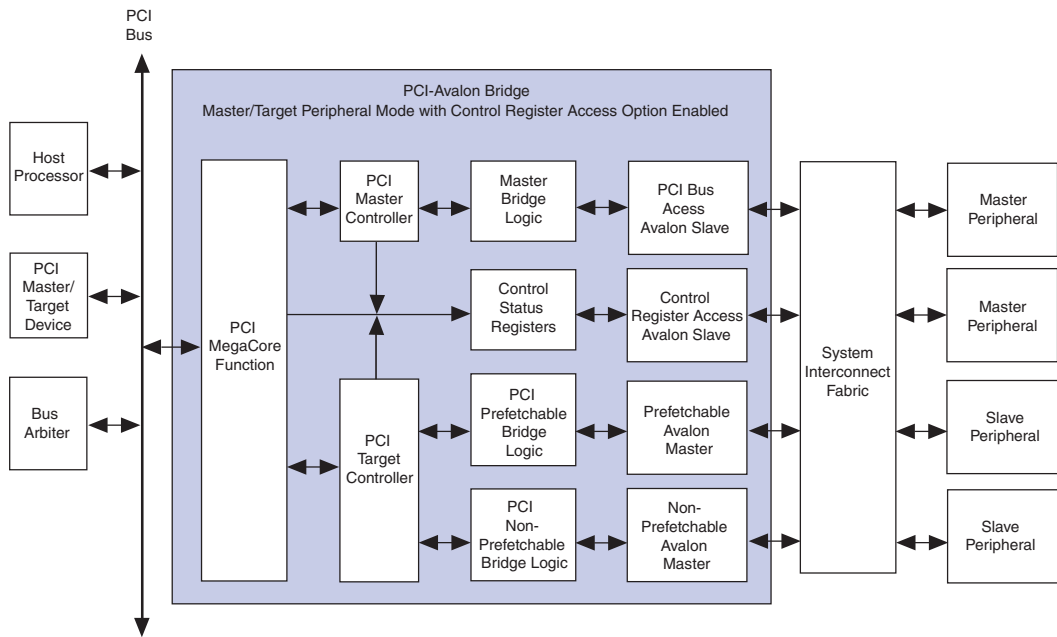 PCI
Bus
PCI-Avalon Bridge
Master/Target Peripheral Mode with Control Register Access Option Enabled
Host
Processor
PCI
Master/
Target
Device
Bus
Arbiter
PCI
MegaCore
Function
PCI
Master
Controller
Master
Bridge
Logic
PCI Bus
Acess
Avalon Slave
Control
Status
Registers
Control
Register Access
Avalon Slave
PCI
Target
Controller
PCI
Prefetchable
Bridge
Logic
Prefetchable
Avalon
Master
PCI
Non-
Prefetchable
Bridge Logic
Non-
Prefetchable
Avalon
Master
System
Interconnect
Fabric
Master
Peripheral
Master
Peripheral
Slave
Peripheral
Slave
Peripheral